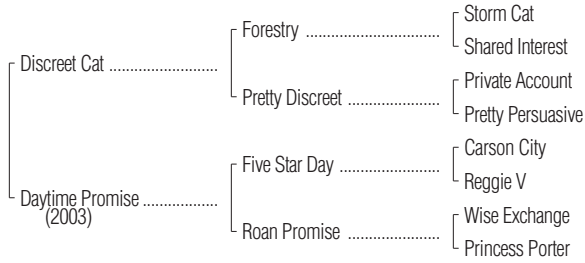 Storm Cat
Forestry ..............................
Shared Interest
Discreet Cat ........................
Private Account
Pretty Discreet .....................
Pretty Persuasive
Carson City
Five Star Day ......................
Reggie V
Daytime Promise ................
(2003)
Wise Exchange
Roan Promise .....................
Princess Porter